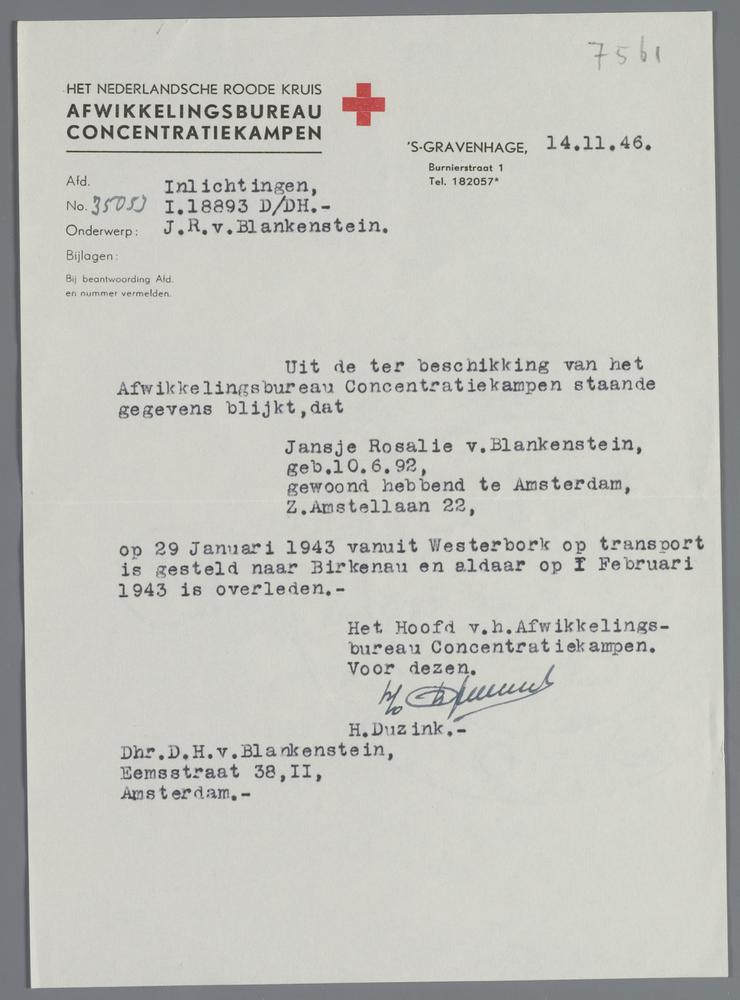 7561
HET NEDERLANDSCHE ROODE KRUIS
AFWIKKELINGSBUREAU
CONCENTRATIEKAMPEN
'S-GRAVENHAGE, 14.11.46.
Burnierstraat 1
Tel. 182057*
Afd. Inlichtingen,
No. 35053 I.18893 D/DH.-
Onderwerp: J.R.v.Blankenstein.
Bijlagen:
Bij beantwoording Afd.
en nummer vermelden.
Uit de ter beschikking van het
Afwikkelingsbureau Concentratiekampen staande
gegevens blijkt,dat
Jansje Rosalie v.Blankenstein,
geb.10.6.92,
gewoond hebbend te Amsterdam,
Z.Amstellaan 22,
op 29 Januari 1943 vanuit Westerbork op transport
is gesteld naar Birkenau en aldaar op I Februari
1943 is overleden.-
Het Hoofd v.h.Afwikkelings-
bureau Concentratiekampen.
Voor dezen.
H.Duzink.-
Dhr.D.H.v.Blankenstein,
Eemsstraat 38,II,
Amsterdam.-